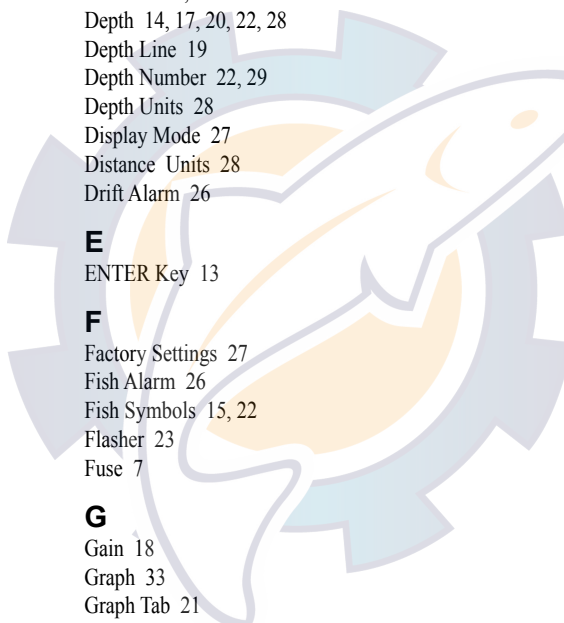 Depth 14, 17, 20, 22, 28
Depth Line 19
Depth Number 22, 29
Depth Units 28
Display Mode 27
Distance Units 28
Drift Alarm 26
E
ENTER Key 13
F
Factory Settings 27
Fish Alarm 26
Fish Symbols 15, 22
Flasher 23
Fuse 7
G
Gain 18
Graph 33
Graph Tab 21